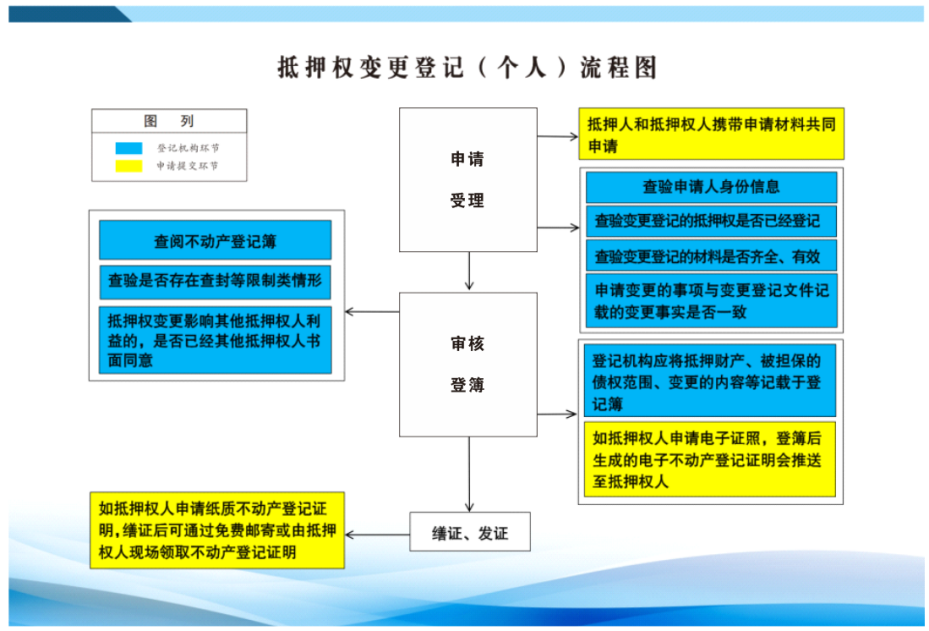 抵押权变更登记（个人）流程图
图 列
登记机构环节
申请提交环节
申请
受理
抵押人和抵押权人携带申请材料共同
申请
查验申请人身份信息
查验变更登记的抵押权是否已经登记
查验变更登记的材料是否齐全、有效
申请变更的事项与变更登记文件记
载的变更事实是否一致
查阅不动产登记簿
查验是否存在查封等限制类情形
抵押权变更影响其他抵押权人利
益的，是否已经其他抵押权人书
面同意
审核
登簿
登记机构应将抵押财产、被担保的
债权范围、变更的内容等记载于登
记簿
如抵押权人申请电子证照，登簿后
生成的电子不动产登记证明会推送
至抵押权人
缮证、发证
如抵押权人申请纸质不动产登记证
明,缮证后可通过免费邮寄或由抵押
权人现场领取不动产登记证明